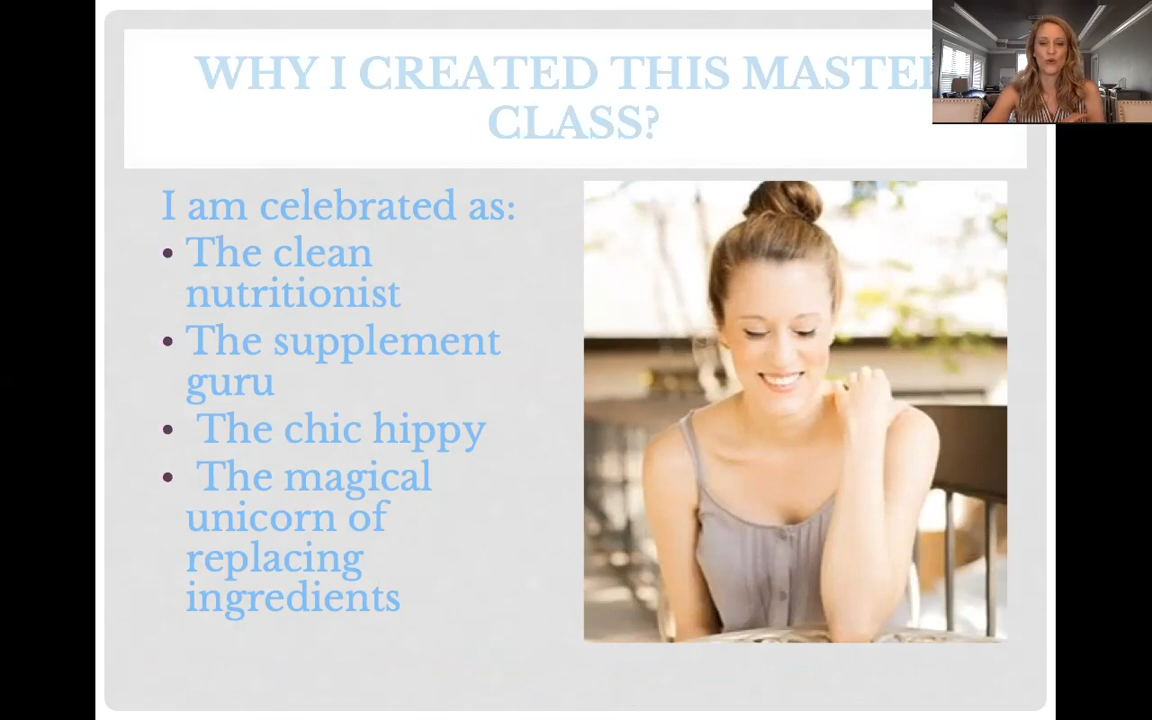 WHY I CREATED THIS MASTER
CLASS?
I am celebrated as:
• The clean
nutritionist
• The supplement
guru
• The chic hippy
• The magical
unicorn of
replacing
ingredients